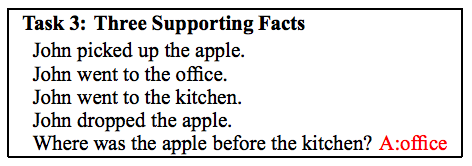 Task 3: Three Supporting Facts
John picked up the apple.
John went to the office.
John went to the kitchen.
John dropped the apple.
Where was the apple before the kitchen? A:office